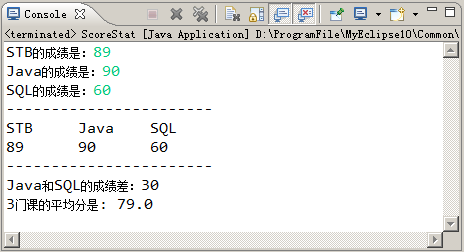 Console
<terminated> ScoreStat [Java Application] D:\ProgramFile\MyEclipse10\Common\
STB的成绩是：89
Java的成绩是：90
SQL的成绩是：60
-----------------------
STB Java SQL
89 90 60
-----------------------
Java和SQL的成绩差：30
3门课的平均分是: 79.0